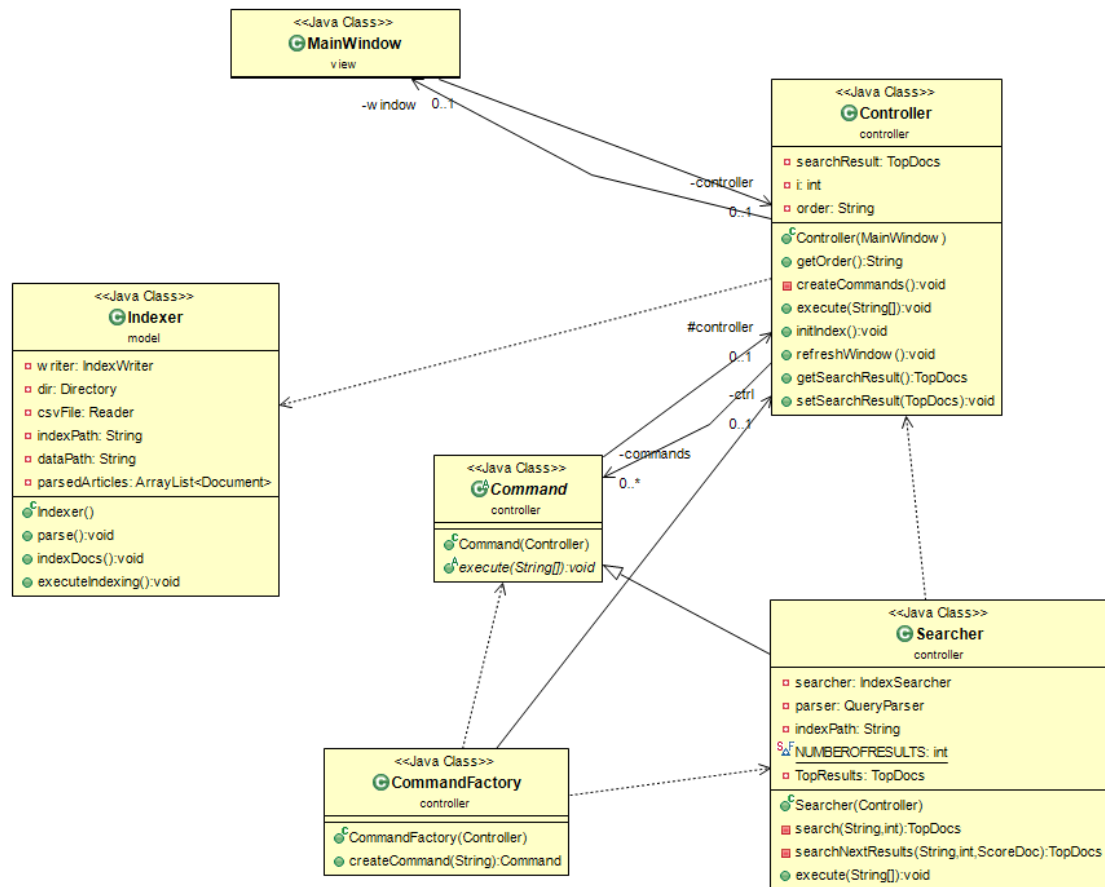 <<Java Class>>
MainWindow
view
-window
0..1
<<Java Class>>
Controller
controller
searchResult: TopDocs
i: int
order: String
Controller(MainWindow)
getOrder():String
createCommands():void
execute(String[]):void
initIndex():void
refreshWindow():void
getSearchResult():TopDocs
setSearchResult(TopDocs):void
-controller
0..1
<<Java Class>>
Indexer
model
writer: IndexWriter
dir: Directory
csvFile: Reader
indexPath: String
dataPath: String
parsedArticles: ArrayList<Document>
Indexer()
parse():void
indexDocs():void
executeIndexing():void
#controller
0..1
-ctrl
0..1
-commands
0..*
<<Java Class>>
Command
controller
Command(Controller)
execute(String[]):void
<<Java Class>>
CommandFactory
controller
CommandFactory(Controller)
createCommand(String):Command
<<Java Class>>
Searcher
controller
searcher: IndexSearcher
parser: QueryParser
indexPath: String
NUMBEROFRESULTS: int
TopResults: TopDocs
Searcher(Controller)
search(String,int):TopDocs
searchNextResults(String,int,ScoreDoc):TopDocs
execute(String[]):void